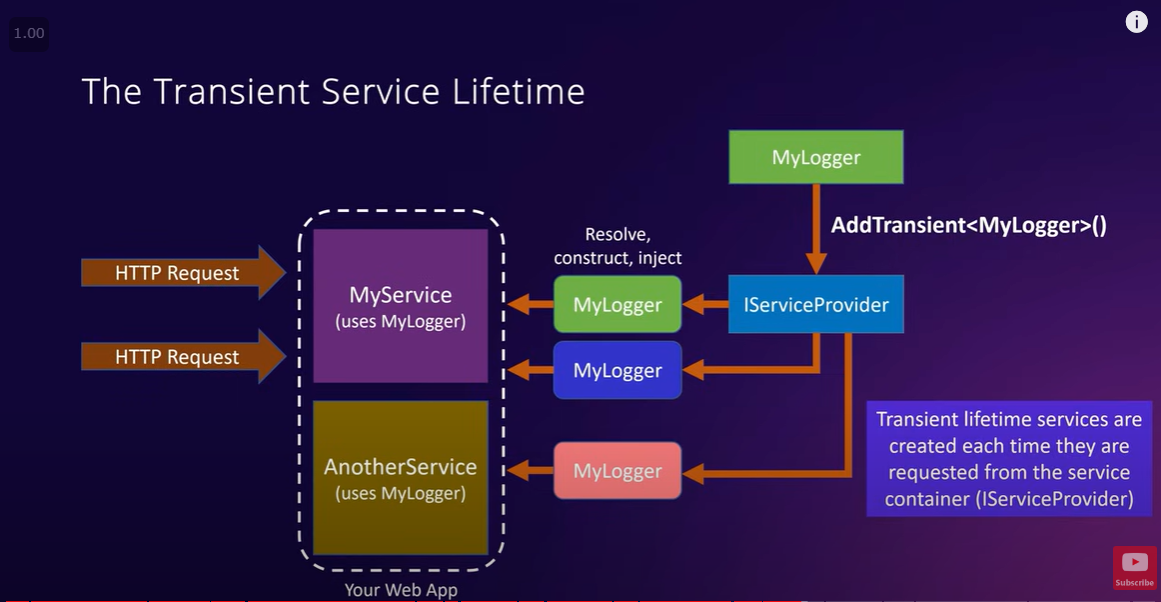 1.00
The Transient Service Lifetime
MyLogger
AddTransient<MyLogger>()
HTTP Request
HTTP Request
MyService
(uses MyLogger)
AnotherService
(uses MyLogger)
Your Web App
Resolve,
construct, inject
MyLogger
MyLogger
MyLogger
IServiceProvider
Transient lifetime services are
created each time they are
requested from the service
container (IServiceProvider)
i
Subscribe